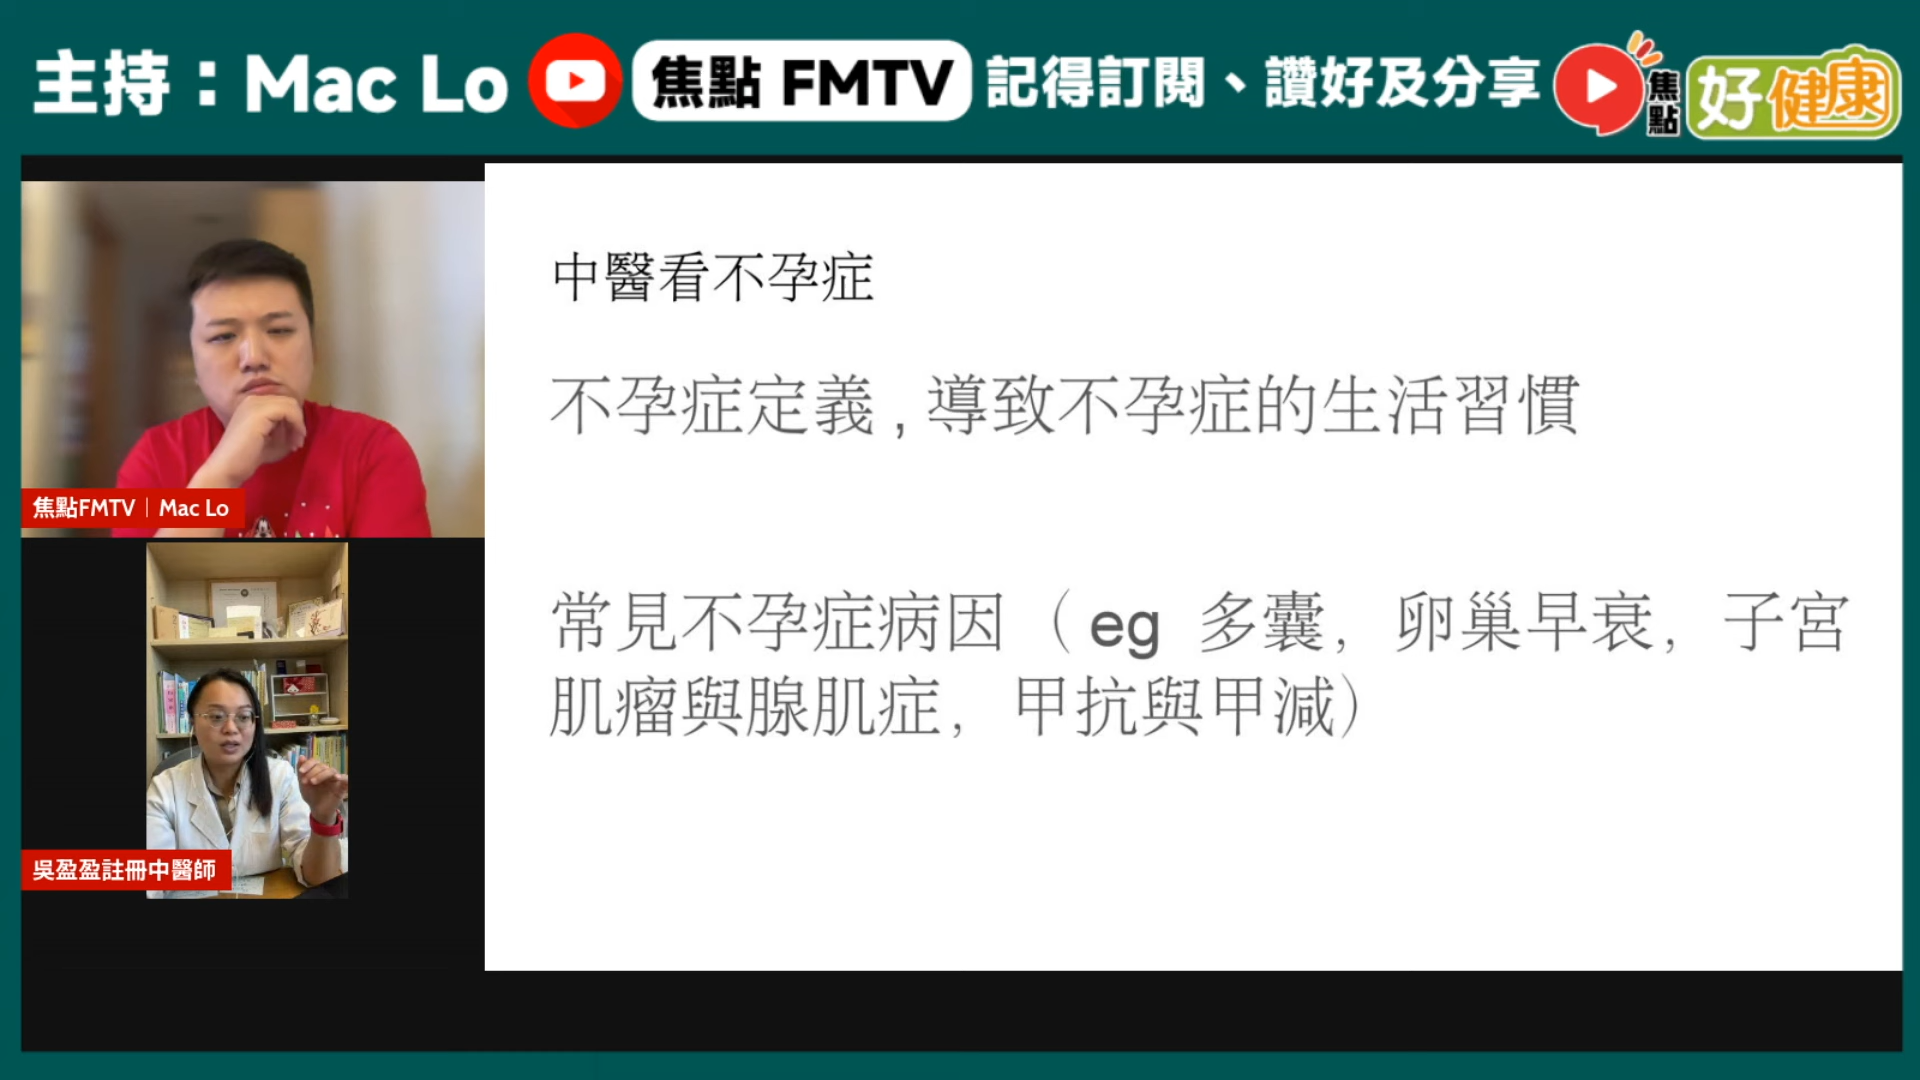 主持：Mac Lo
焦點 FMTV
記得訂閱、讚好及分享
焦點
好健康
中醫看不孕症
不孕症定義 , 導致不孕症的生活習慣
常見不孕症病因（ eg 多囊，卵巢早衰，子宮
肌瘤與腺肌症，甲抗與甲減）
焦點FMTV｜Mac Lo
吳盈盈註冊中醫師